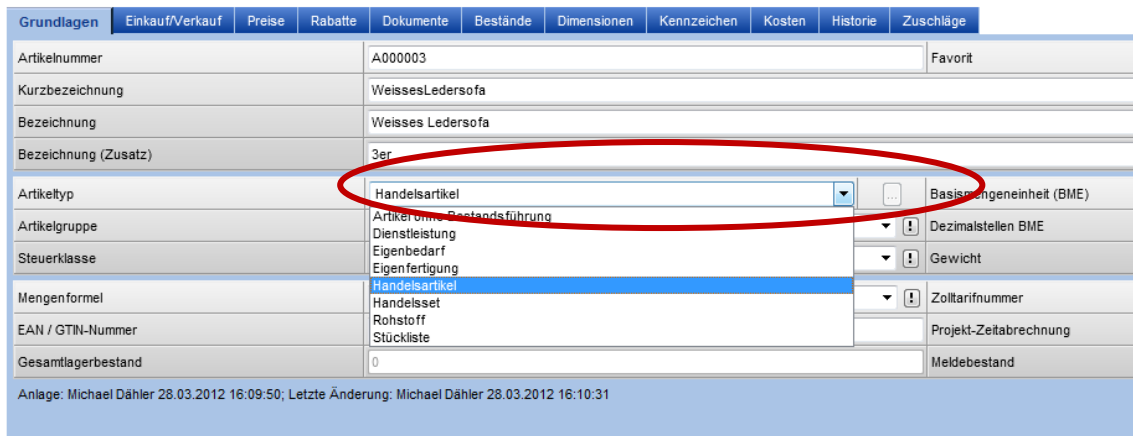 Grundlagen Einkauf/Verkauf Preise Rabatte Dokumente Bestände Dimensionen Kennzeichen Kosten Historie Zuschläge
Artikelnummer A000003 Favorit
Kurzbezeichnung WeissesLedersofa
Bezeichnung Weisses Ledersofa
Bezeichnung (Zusatz) 3er
Artikeltyp Handelsartikel ... Basismengeneinheit (BME)
Artikel ohne Bestandsführung
Artikelgruppe Dienstleistung ! Dezimalstellen BME
Eigenbedarf
Steuerklasse Eigenfertigung ! Gewicht
Handelsartikel
Mengenformel Handelsset ! Zolltarifnummer
Rohstoff
EAN / GTIN-Nummer Stückliste Projekt-Zeitabrechnung
Gesamtlagerbestand 0 Meldebestand
Anlage: Michael Dähler 28.03.2012 16:09:50; Letzte Änderung: Michael Dähler 28.03.2012 16:10:31